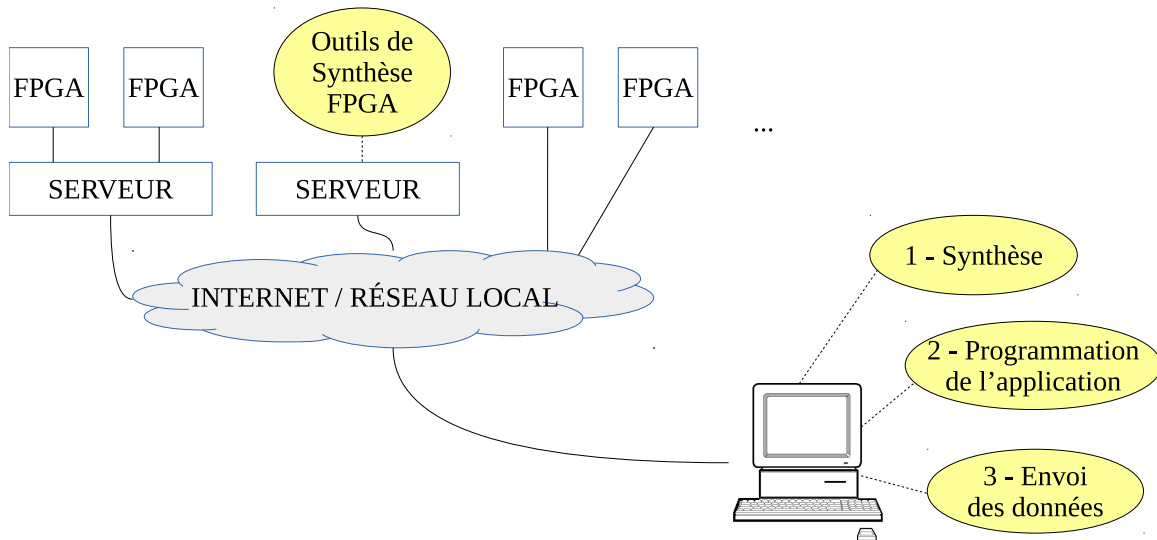 FPGA
FPGA
Outils de
Synthèse
FPGA
FPGA
FPGA
...
SERVEUR
SERVEUR
INTERNET / RÉSEAU LOCAL
1 - Synthèse
2 - Programmation
de l’application
3 - Envoi
des données